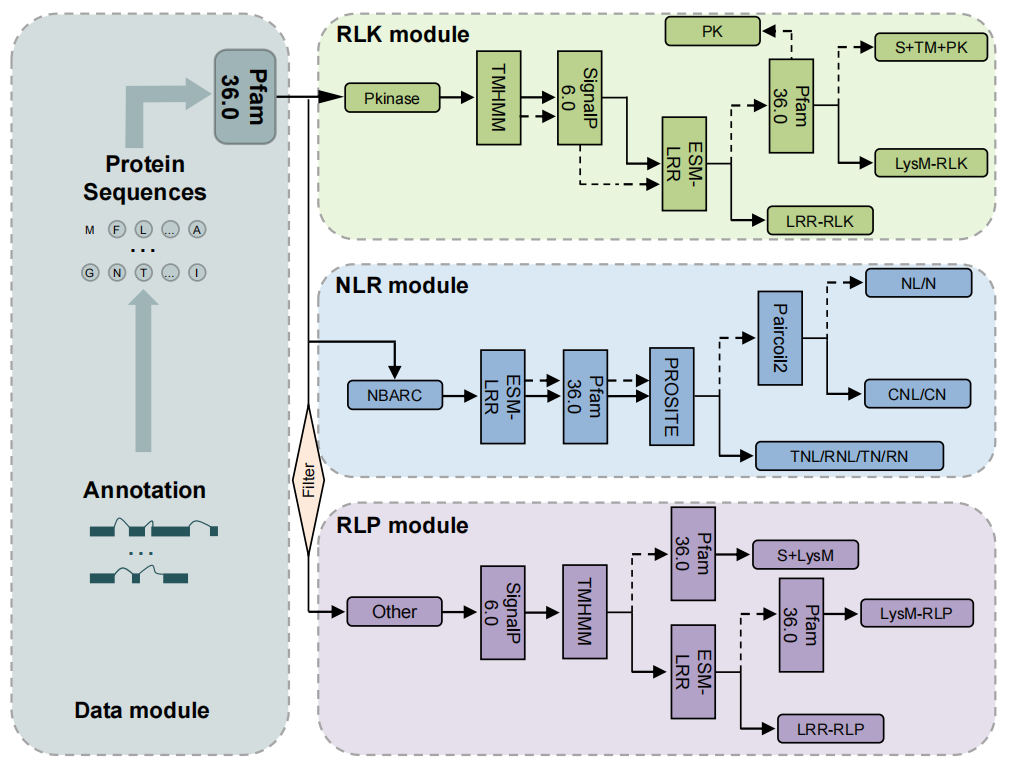 Pfam
36.0
Protein
Sequences
M F L ... A
...
G N T ... I
Annotation
...
Data module
Filter
RLK module
Pkinase
TMHMM
SignalP
6.0
ESM-
LRR
PK
Pfam
36.0
S+TM+PK
LysM-RLK
LRR-RLK
NLR module
NBARC
ESM-
LRR
Pfam
36.0
PROSITE
Paircoil2
NL/N
CNL/CN
TNL/RNL/TN/RN
RLP module
Other
SignalP
6.0
TMHMM
Pfam
36.0
S+LysM
ESM-
LRR
Pfam
36.0
LysM-RLP
LRR-RLP